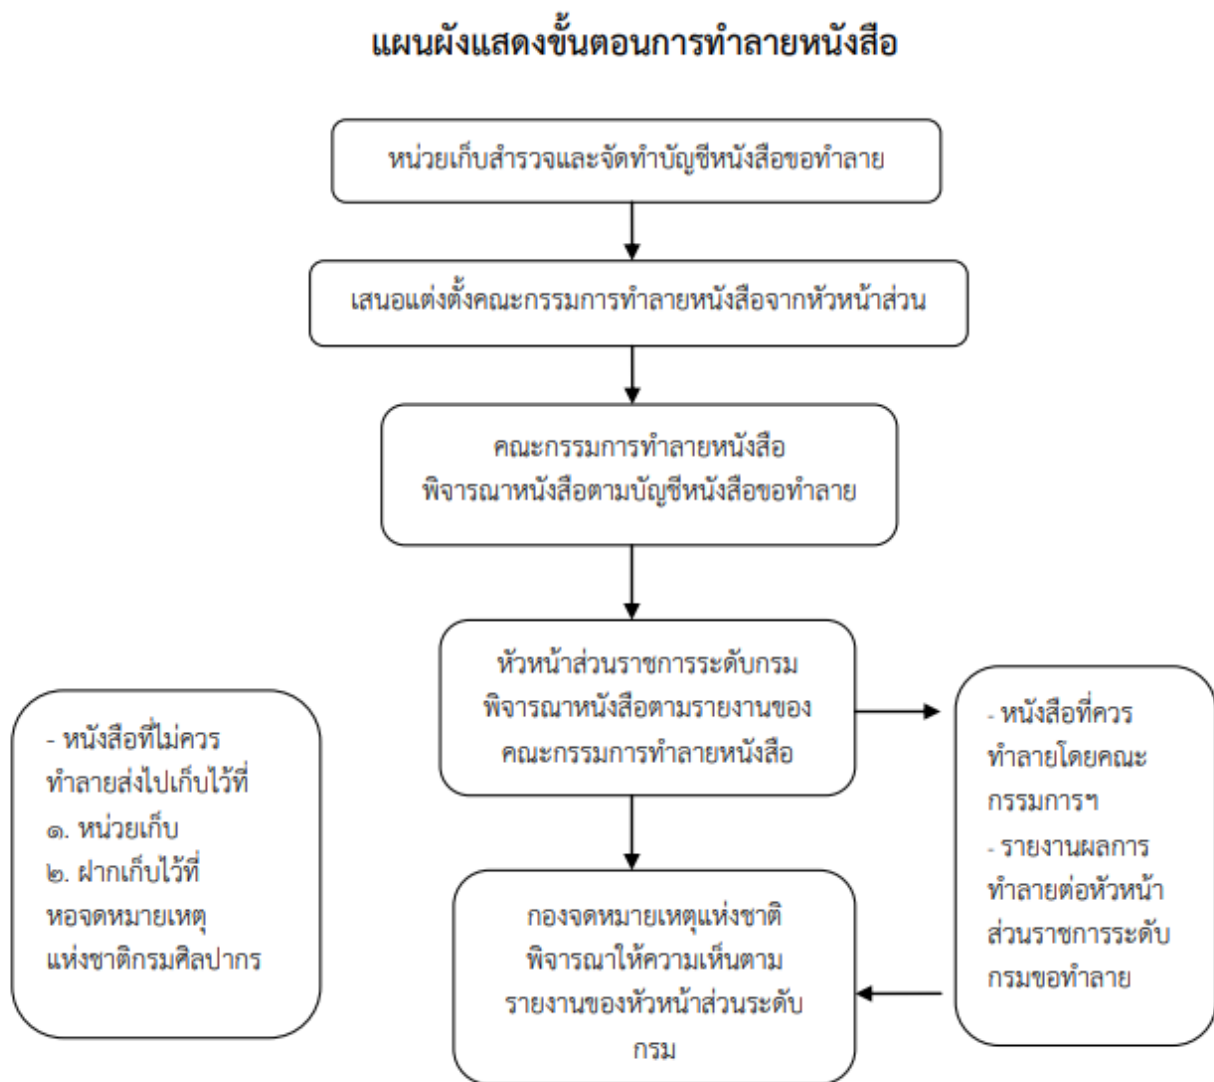 แผนผังแสดงขั้นตอนการทำลายหนังสือ
หน่วยเก็บสำรวจและจัดทำบัญชีหนังสือขอทำลาย
เสนอแต่งตั้งคณะกรรมการทำลายหนังสือจากหัวหน้าส่วน
คณะกรรมการทำลายหนังสือ
พิจารณาหนังสือตามบัญชีหนังสือขอทำลาย
หัวหน้าส่วนราชการระดับกรม
พิจารณาหนังสือตามรายงานของ
คณะกรรมการทำลายหนังสือ
- หนังสือที่ไม่ควร
ทำลายส่งไปเก็บไว้ที่
๑. หน่วยเก็บ
๒. ฝากเก็บไว้ที่
หอจดหมายเหตุ
แห่งชาติกรมศิลปากร
- หนังสือที่ควร
ทำลายโดยคณะ
กรรมการฯ
- รายงานผลการ
ทำลายต่อหัวหน้า
ส่วนราชการระดับ
กรมขอทำลาย
กองจดหมายเหตุแห่งชาติ
พิจารณาให้ความเห็นตาม
รายงานของหัวหน้าส่วนระดับ
กรม